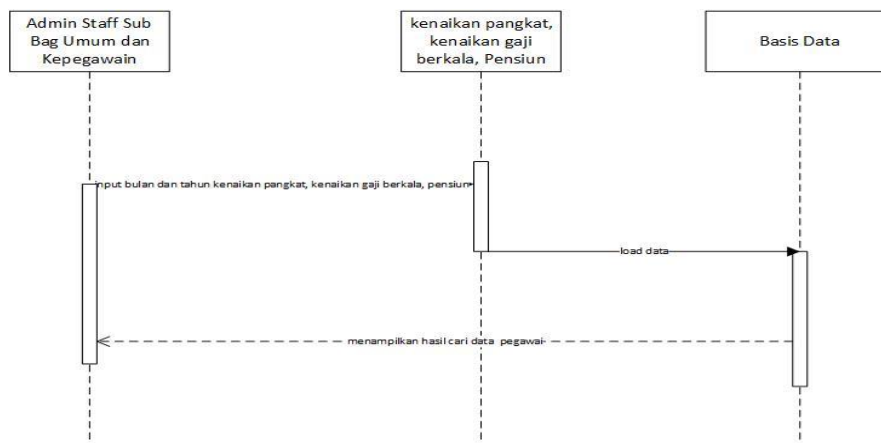 Admin Staff Sub
Bag Umum dan
Kepegawain
kenaikan pangkat,
kenaikan gaji
berkala, Pensiun
Basis Data
input bulan dan tahun kenaikan pangkat, kenaikan gaji berkala, pensiun
load data
menampilkan hasil cari data pegawai